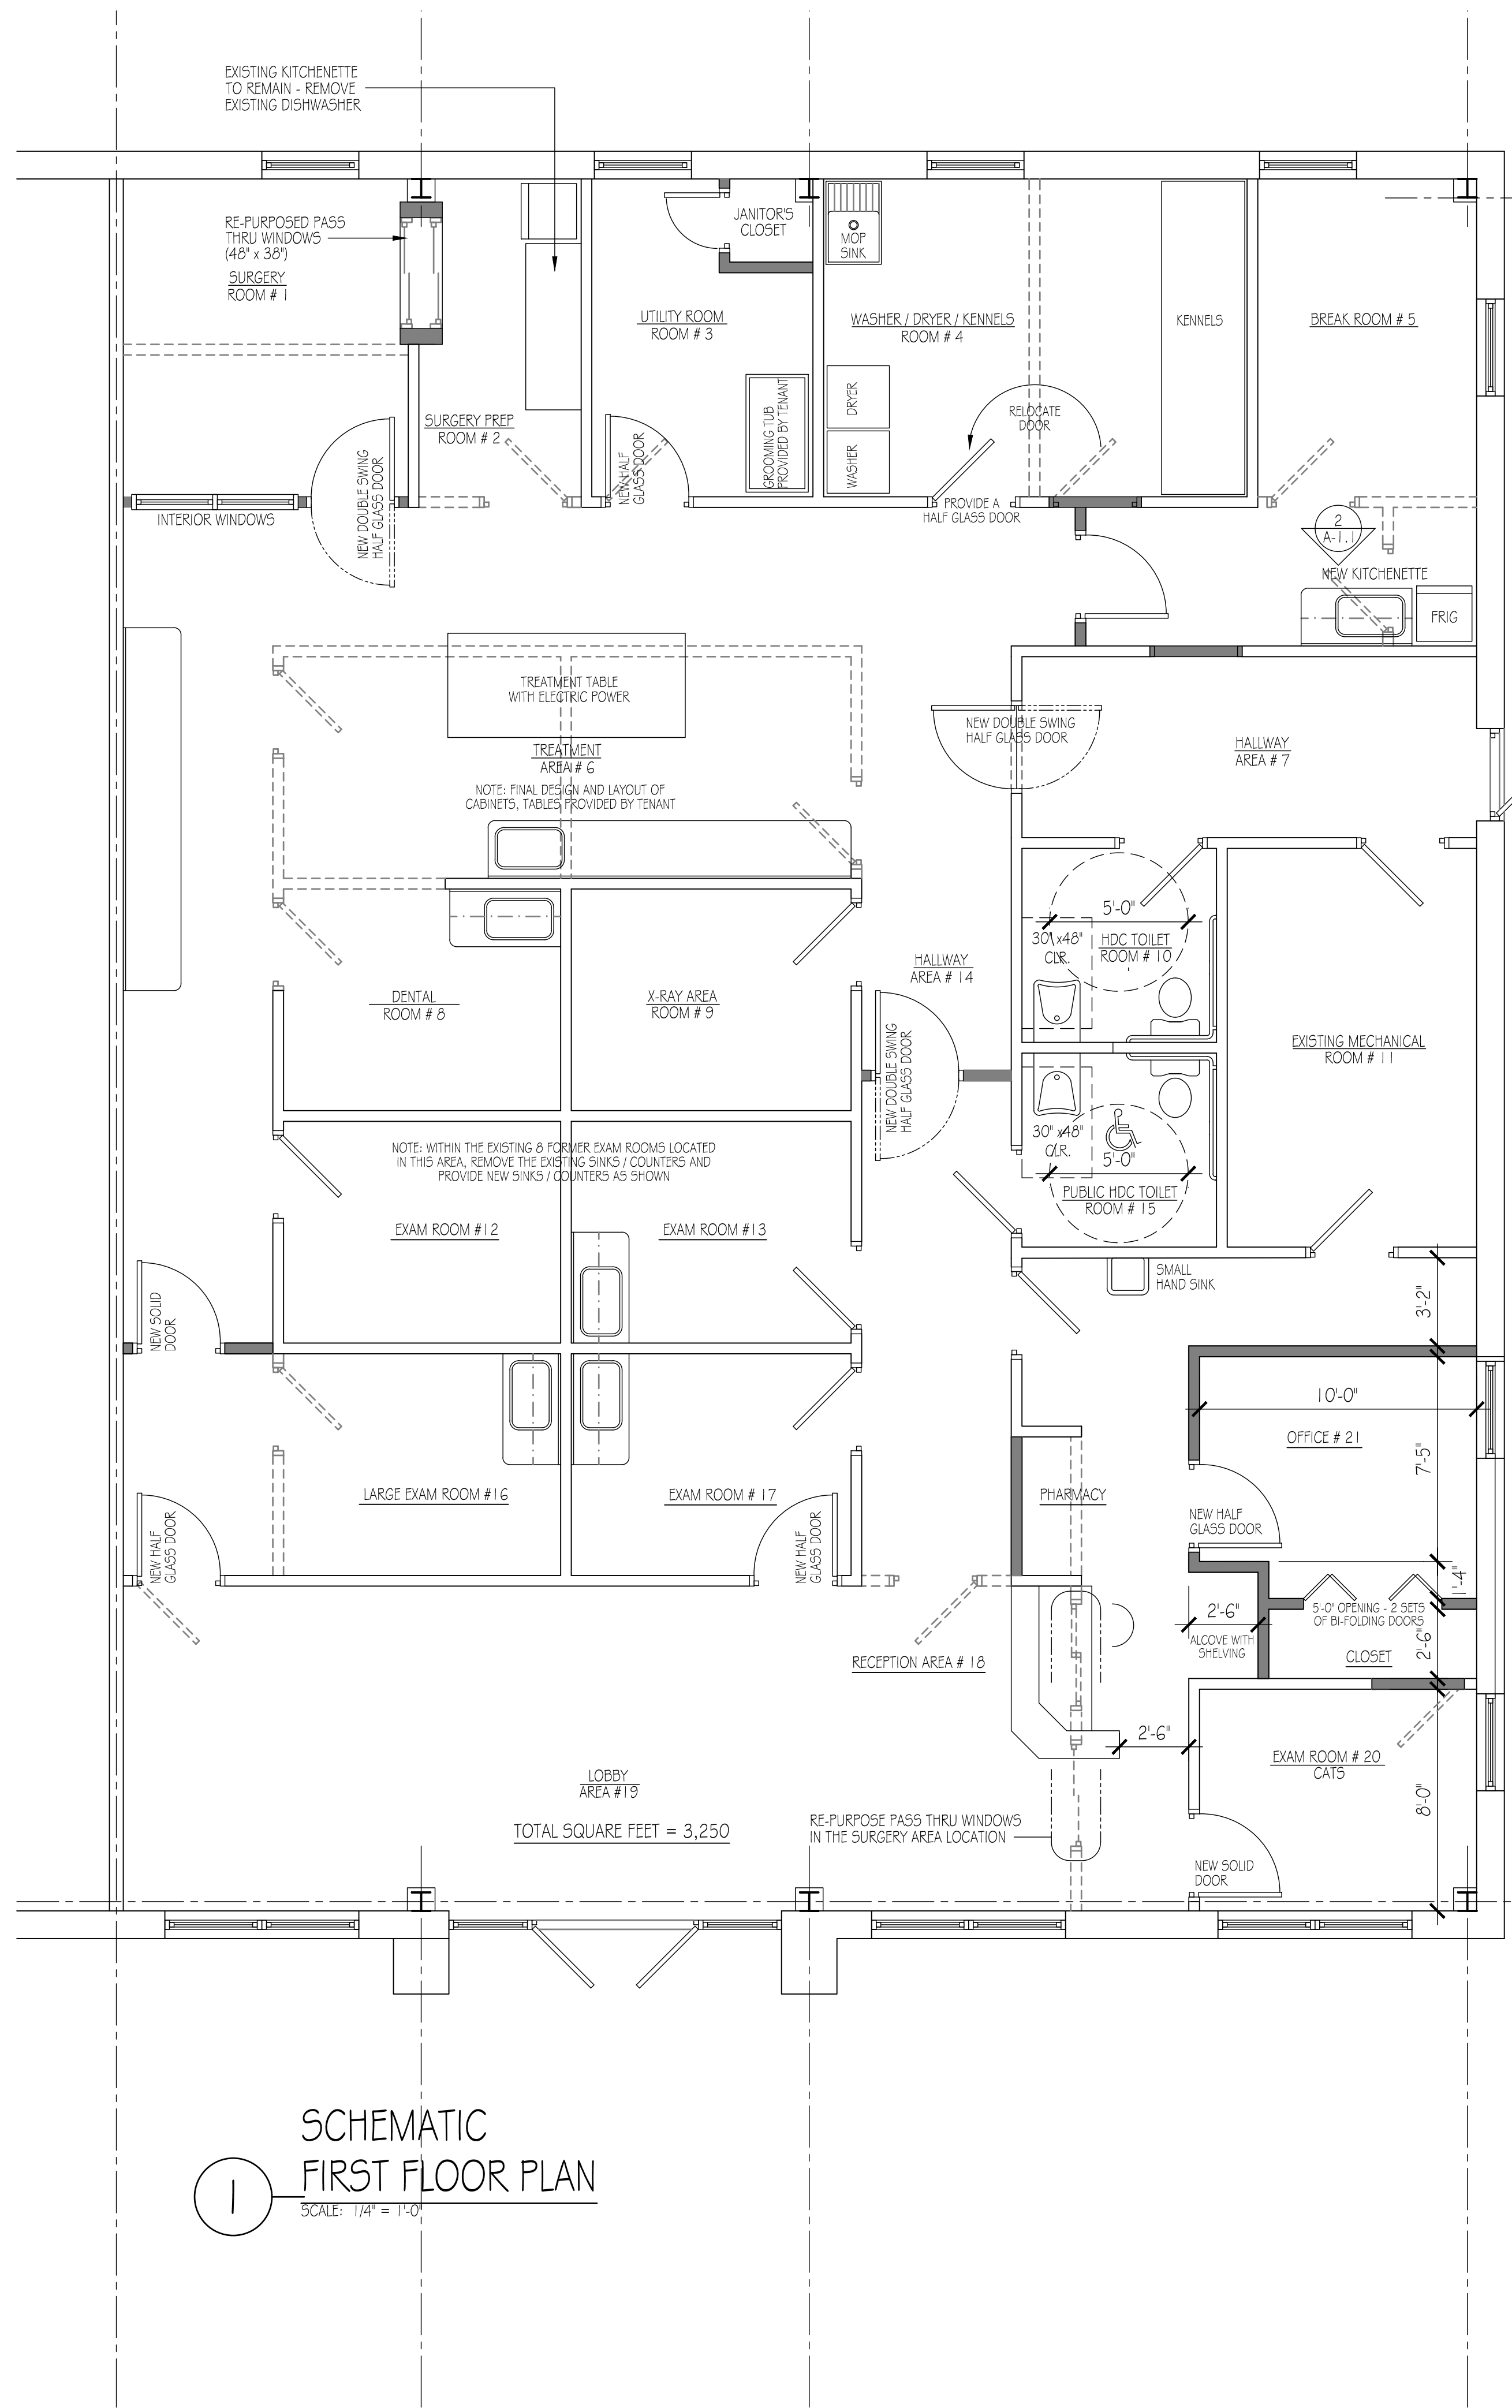 EXISTING KITCHENETTE
TO REMAIN - REMOVE
EXISTING DISHWASHER
RE-PURPOSED PASS
THRU WINDOWS
(48" x 38")
SURGERY
ROOM # 1
JANITOR'S
CLOSET
MOP
SINK
UTILITY ROOM
ROOM # 3
WASHER / DRYER / KENNELS
ROOM # 4
KENNELS
BREAK ROOM # 5
SURGERY PREP
ROOM # 2
GROOMING TUB
PROVIDED BY TENANT
DRYER
WASHER
RELOCATE
DOOR
NEW HALF
GLASS DOOR
NEW DOUBLE SWING
HALF GLASS DOOR
INTERIOR WINDOWS
PROVIDE A
HALF GLASS DOOR
2
A-1.1
NEW KITCHENETTE
FRIG
TREATMENT TABLE
WITH ELECTRIC POWER
TREATMENT
AREA # 6
NOTE: FINAL DESIGN AND LAYOUT OF
CABINETS, TABLES PROVIDED BY TENANT
NEW DOUBLE SWING
HALF GLASS DOOR
HALLWAY
AREA # 7
5'-0"
30" x48"
CLR.
HDC TOILET
ROOM # 10
HALLWAY
AREA # 14
DENTAL
ROOM # 8
X-RAY AREA
ROOM # 9
NEW DOUBLE SWING
HALF GLASS DOOR
EXISTING MECHANICAL
ROOM # 11
30" x48"
CLR.
5'-0"
PUBLIC HDC TOILET
ROOM # 15
NOTE: WITHIN THE EXISTING 8 FORMER EXAM ROOMS LOCATED
IN THIS AREA, REMOVE THE EXISTING SINKS / COUNTERS AND
PROVIDE NEW SINKS / COUNTERS AS SHOWN
EXAM ROOM #12
EXAM ROOM #13
SMALL
HAND SINK
3'-2"
NEW SOLID
DOOR
10'-0"
OFFICE # 21
7'-5"
LARGE EXAM ROOM #16
EXAM ROOM # 17
PHARMACY
NEW HALF
GLASS DOOR
NEW HALF
GLASS DOOR
NEW HALF
GLASS DOOR
1'-4"
2'-6"
5'-0" OPENING - 2 SETS
OF BI-FOLDING DOORS
ALCOVE WITH
SHELVING
2'-6"
CLOSET
RECEPTION AREA # 18
2'-6"
EXAM ROOM # 20
CATS
8'-0"
LOBBY
AREA #19
TOTAL SQUARE FEET = 3,250
RE-PURPOSE PASS THRU WINDOWS
IN THE SURGERY AREA LOCATION
NEW SOLID
DOOR
SCHEMATIC
FIRST FLOOR PLAN
1
SCALE: 1/4" = 1'-0"